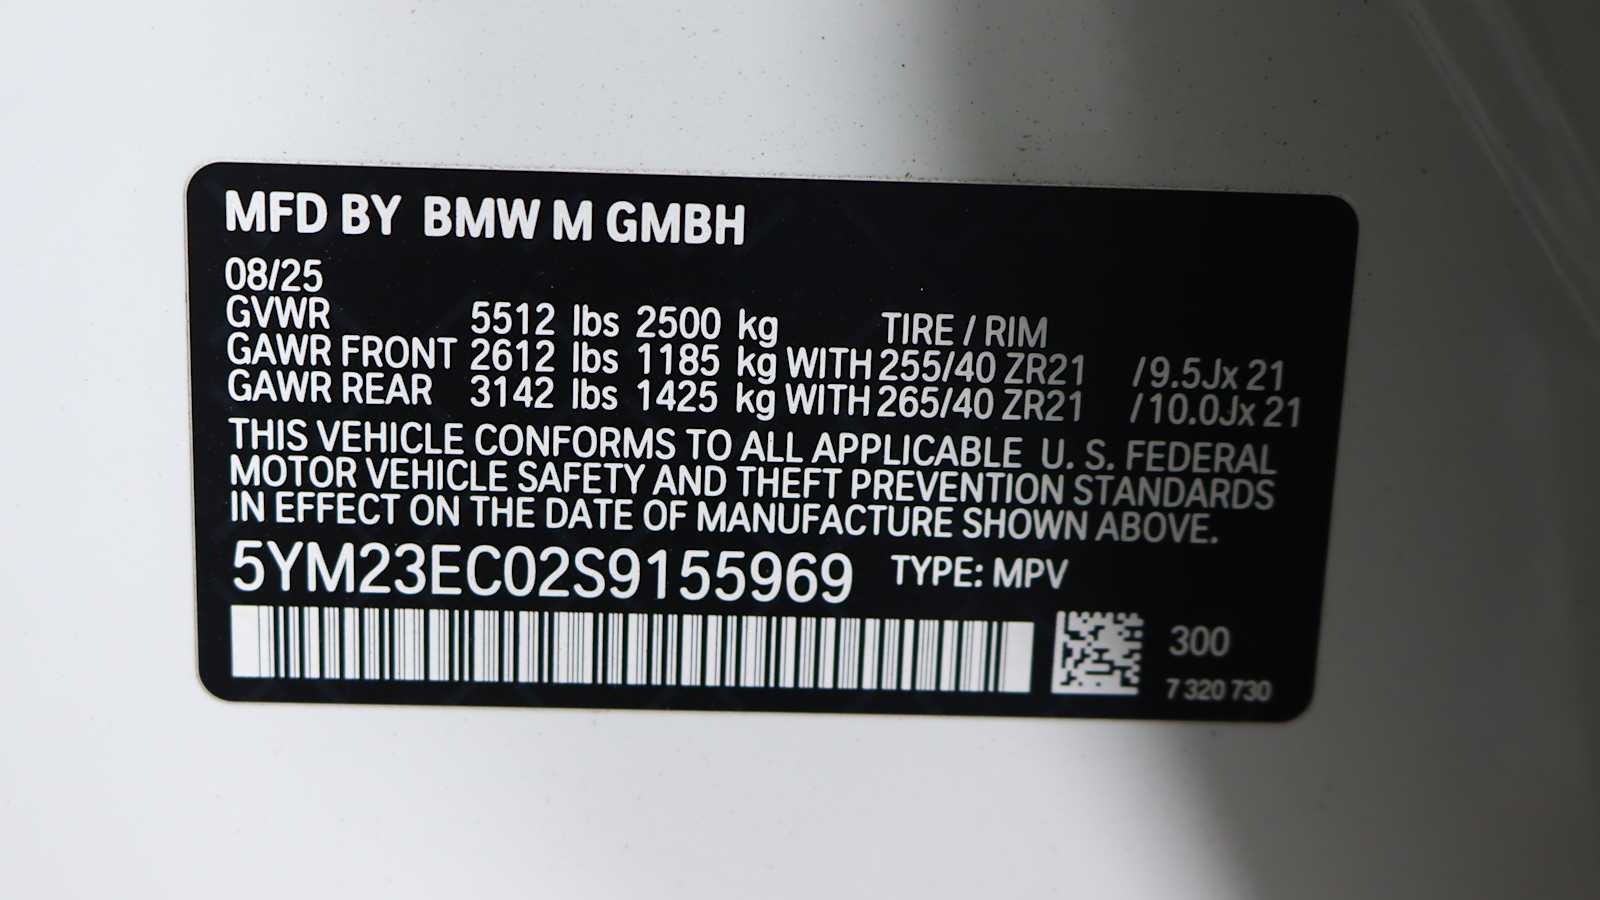 MFD BY BMW M GMBH
08/25
GVWR 5512 lbs 2500 kg TIRE / RIM
GAWR FRONT 2612 lbs 1185 kg WITH 255/40 ZR21 /9.5Jx 21
GAWR REAR 3142 lbs 1425 kg WITH 265/40 ZR21 /10.0Jx 21
THIS VEHICLE CONFORMS TO ALL APPLICABLE U. S. FEDERAL
MOTOR VEHICLE SAFETY AND THEFT PREVENTION STANDARDS
IN EFFECT ON THE DATE OF MANUFACTURE SHOWN ABOVE.
5YM23EC02S9155969 TYPE: MPV
300
7 320 730